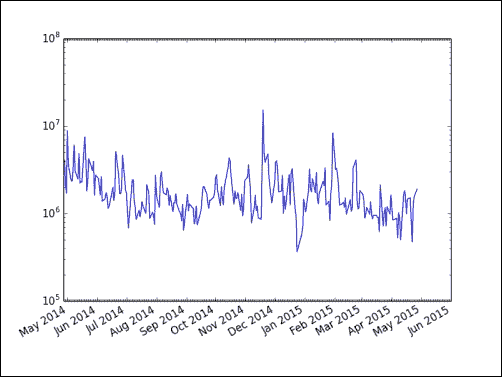 10^8
10^7
10^6
10^5
May 2014
Jun 2014
Jul 2014
Aug 2014
Sep 2014
Oct 2014
Nov 2014
Dec 2014
Jan 2015
Feb 2015
Mar 2015
Apr 2015
May 2015
Jun 2015